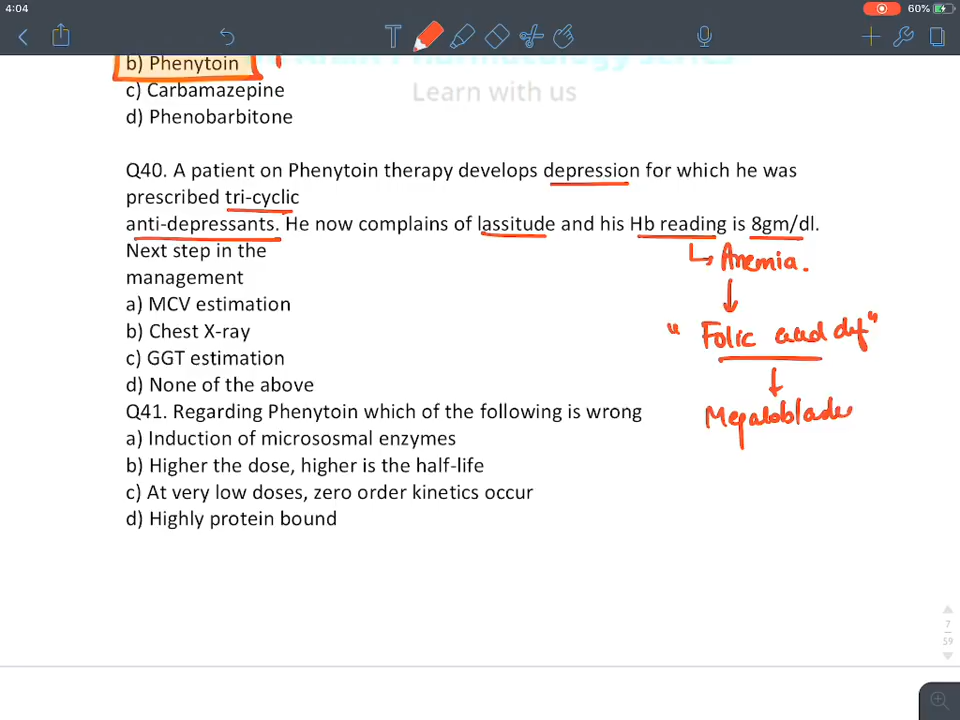 4:04
60%
b) Phenytoin
c) Carbamazepine
Learn with us
d) Phenobarbitone
Q40. A patient on Phenytoin therapy develops depression for which he was
prescribed tri-cyclic
anti-depressants. He now complains of lassitude and his Hb reading is 8gm/dl.
Next step in the
Anemia.
management
a) MCV estimation
b) Chest X-ray
"Folic acid def"
c) GGT estimation
d) None of the above
Q41. Regarding Phenytoin which of the following is wrong
Megaloblade
a) Induction of micrososmal enzymes
b) Higher the dose, higher is the half-life
c) At very low doses, zero order kinetics occur
d) Highly protein bound
7
59